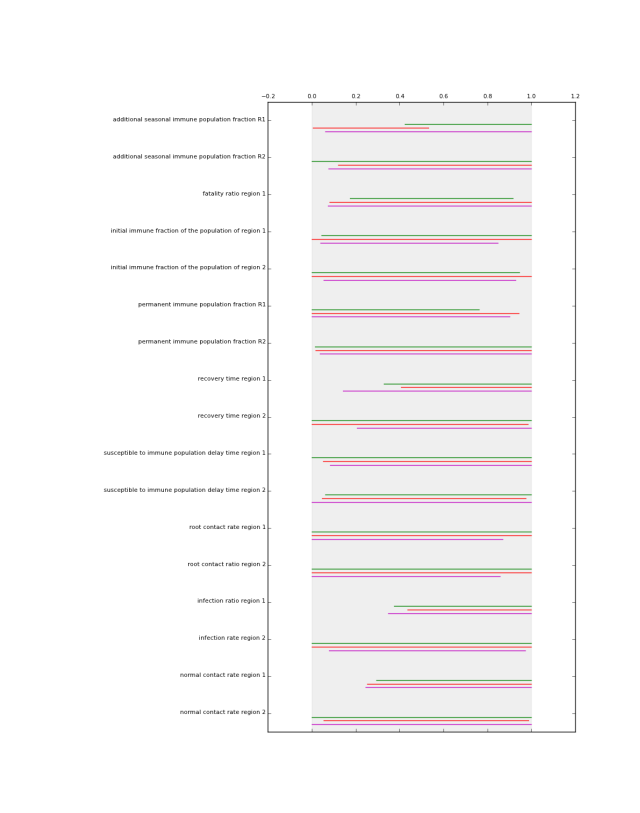 −0.2 0.0 0.2 0.4 0.6 0.8 1.0 1.2
additional seasonal immune population fraction R1
additional seasonal immune population fraction R2
fatality ratio region 1
initial immune fraction of the population of region 1
initial immune fraction of the population of region 2
permanent immune population fraction R1
permanent immune population fraction R2
recovery time region 1
recovery time region 2
susceptible to immune population delay time region 1
susceptible to immune population delay time region 2
root contact rate region 1
root contact ratio region 2
infection ratio region 1
infection rate region 2
normal contact rate region 1
normal contact rate region 2